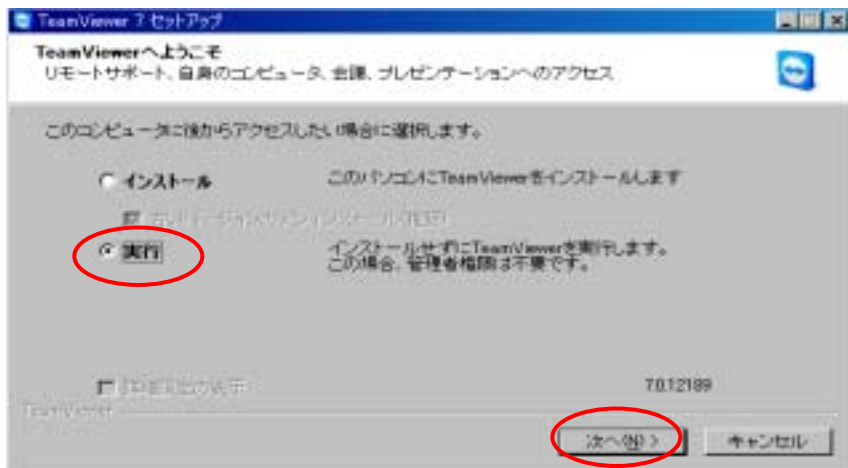 TeamViewer 7 セットアップ
TeamViewerへようこそ
リモートサポート、自身のコンピュータ、会議、プレゼンテーションへのアクセス
このコンピュータに後からアクセスしたい場合に選択します。
インストール
このパソコンにTeamViewerをインストールします
実行
インストールせずにTeamViewerを実行します。
この場合、管理者権限は不要です。
7.0.12189
TeamViewer
次へ(N) >
キャンセル